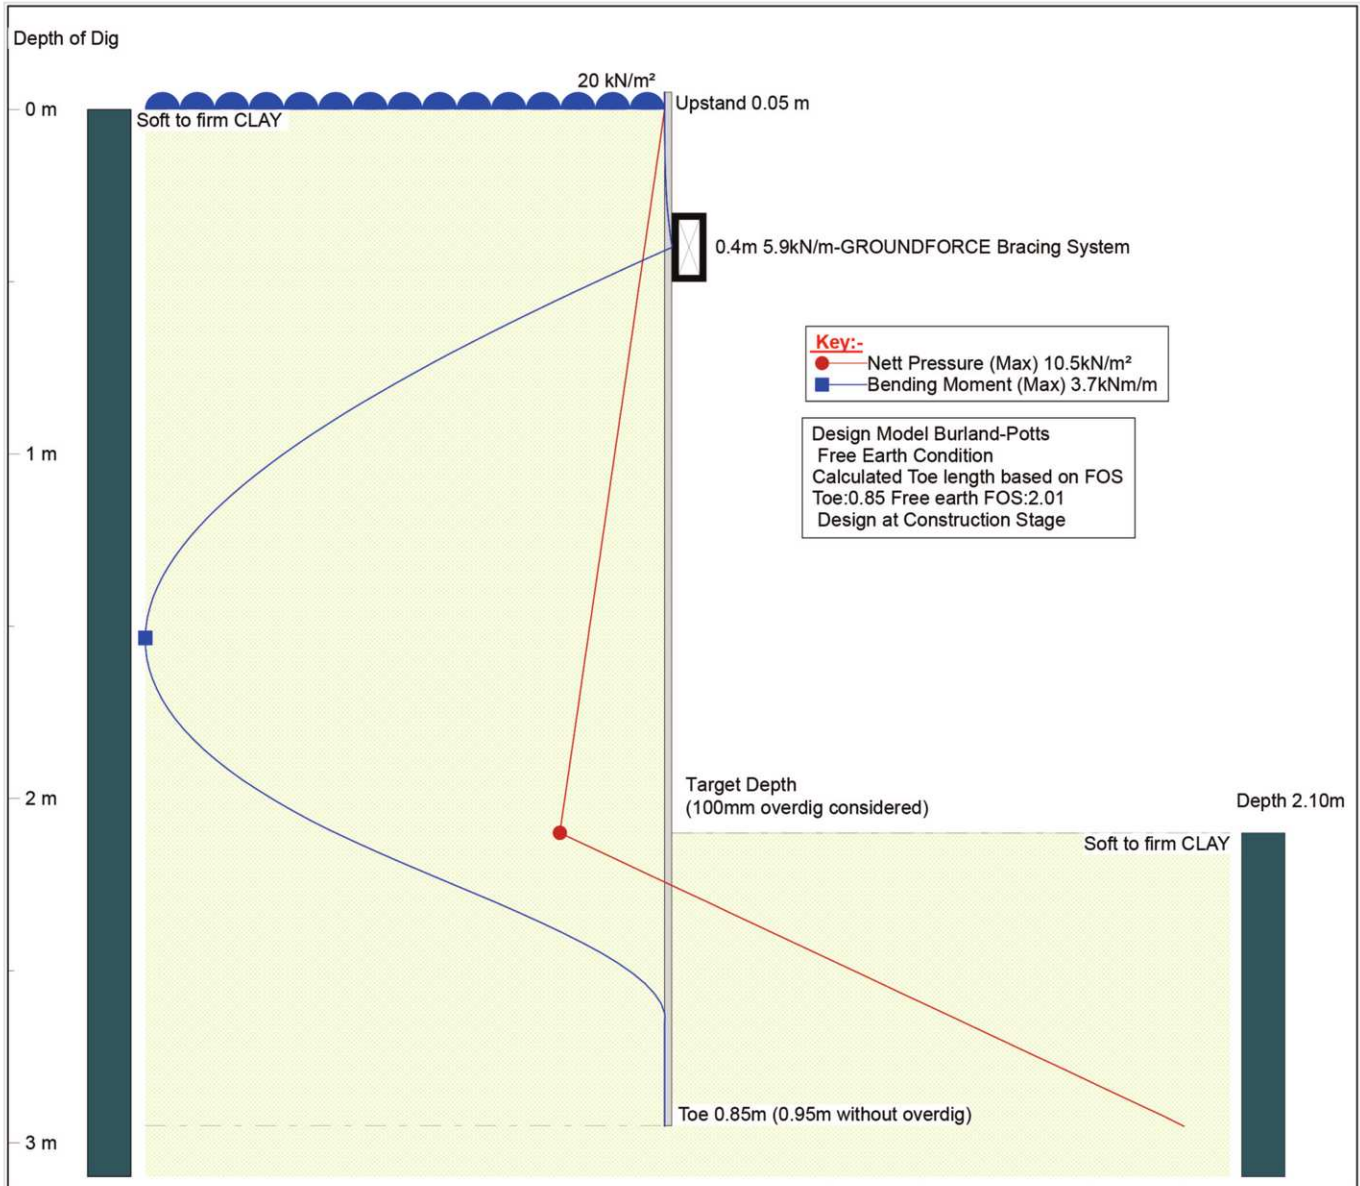 Depth of Dig
20 kN/m²
Upstand 0.05 m
0 m
Soft to firm CLAY
0.4m 5.9kN/m-GROUNDFORCE Bracing System
Key:-
Nett Pressure (Max) 10.5kN/m²
Bending Moment (Max) 3.7kNm/m
Design Model Burland-Potts
Free Earth Condition
Calculated Toe length based on FOS
Toe:0.85 Free earth FOS:2.01
Design at Construction Stage
1 m
Target Depth
(100mm overdig considered)
2 m
Depth 2.10m
Soft to firm CLAY
Toe 0.85m (0.95m without overdig)
3 m